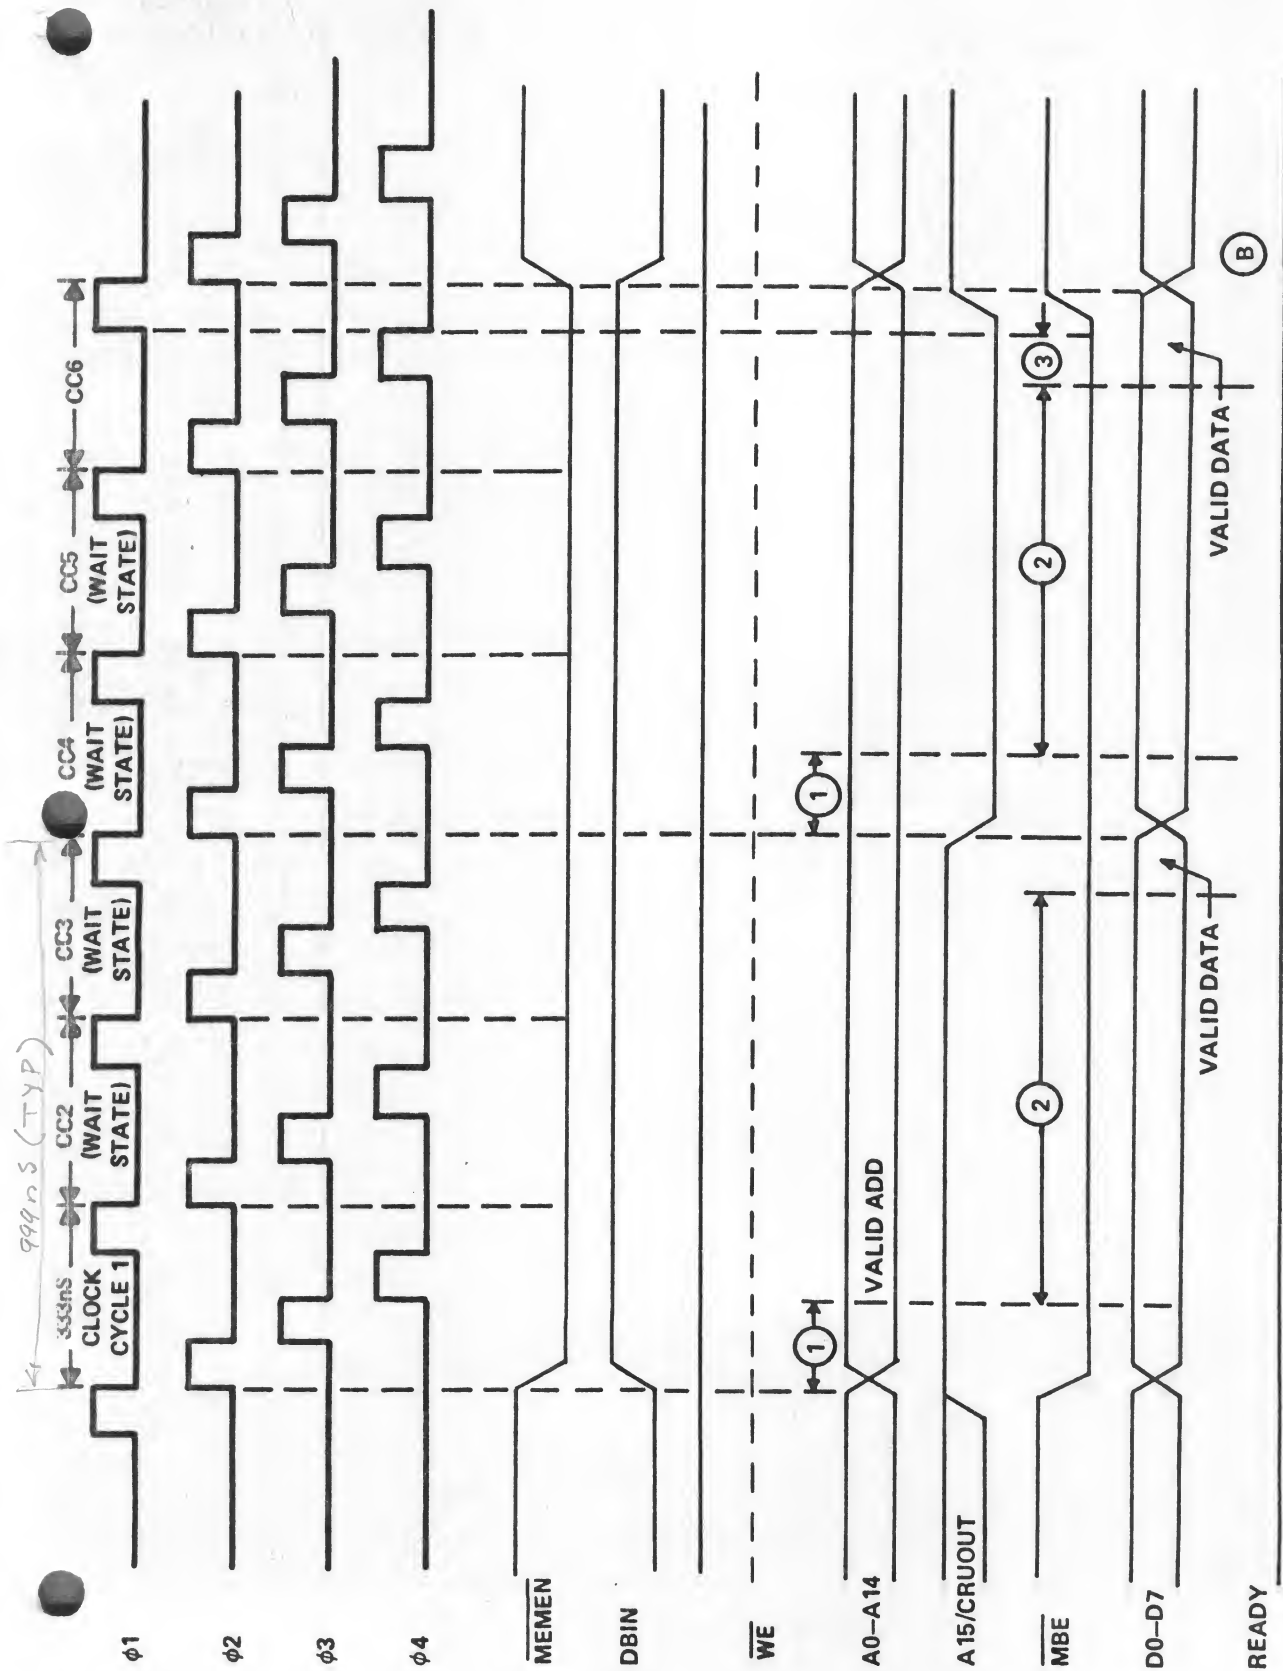 999nS (TYP)
333nS CC2 CC3 CC4 CC5 CC6
CLOCK
CYCLE 1
(WAIT
STATE)
(WAIT
STATE)
(WAIT
STATE)
(WAIT
STATE)
ϕ1
ϕ2
ϕ3
ϕ4
MEMEN
DBIN
WE
1 1
A0–A14
VALID ADD
A15/CRUOUT
MBE
2 2 3
D0–D7
VALID DATA
VALID DATA
READY
B